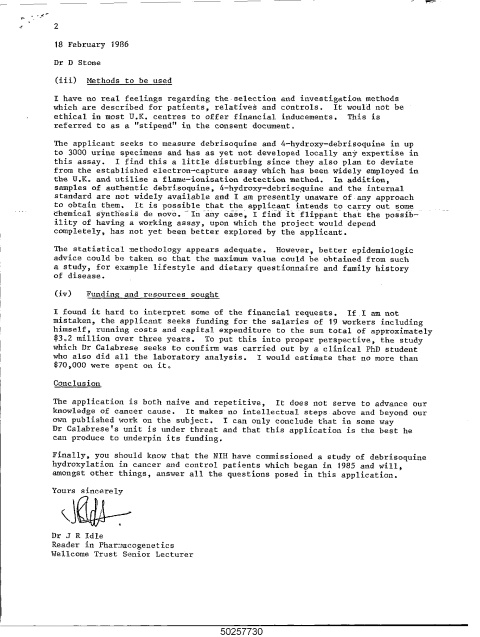 2
18 February 1986
Dr D Stone
(iii) Methods to be used
I have no real feelings regarding the selection and investigation methods
which are described for patients, relatives and controls. It would not be
ethical in most U.K. centres to offer financial inducements. This is
referred to as a "stipend" in the consent document.
The applicant seeks to measure debrisoquine and 4-hydroxy-debrisoquine in up
to 3000 urine specimens and has as yet not developed locally any expertise in
this assay. I find this a little disturbing since they also plan to deviate
from the established electron-capture assay which has been widely employed in
the U.K. and utilise a flame-ionisation detection method. In addition,
samples of authentic debrisoquine, 4-hydroxy-debrisoquine and the internal
standard are not widely available and I am presently unaware of any approach
to obtain them. It is possible that the applicant intends to carry out some
chemical synthesis de novo. In any case, I find it flippant that the possib-
ility of having a working assay, upon which the project would depend
completely, has not yet been better explored by the applicant.
The statistical methodology appears adequate. However, better epidemiologic
advice could be taken so that the maximum value could be obtained from such
a study, for example lifestyle and dietary questionnaire and family history
of disease.
(iv) Funding and resources sought
I found it hard to interpret some of the financial requests. If I am not
mistaken, the applicant seeks funding for the salaries of 19 workers including
himself, running costs and capital expenditure to the sum total of approximately
$3.2 million over three years. To put this into proper perspective, the study
which Dr Calabrese seeks to confirm was carried out by a clinical PhD student
who also did all the laboratory analysis. I would estimate that no more than
$70,000 were spent on it.
Conclusion
The application is both naive and repetitive. It does not serve to advance our
knowledge of cancer cause. It makes no intellectual steps above and beyond our
own published work on the subject. I can only conclude that in some way
Dr Calabrese's unit is under threat and that this application is the best he
can produce to underpin its funding.
Finally, you should know that the NIH have commissioned a study of debrisoquine
hydroxylation in cancer and control patients which began in 1985 and will,
amongst other things, answer all the questions posed in this application.
Yours sincerely
Dr J R Idle
Reader in Pharmacogenetics
Wellcome Trust Senior Lecturer
50257730